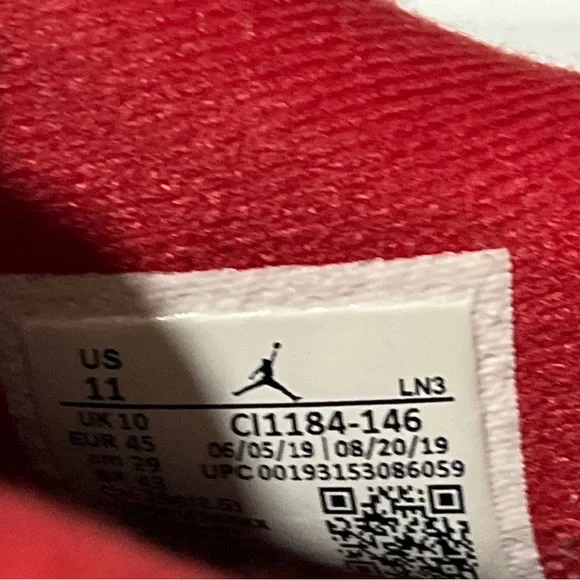 US
11
LN3
UK 10
CI1184-146
EUR 45
06/05/19 | 08/20/19
29
UPC 00193153086059